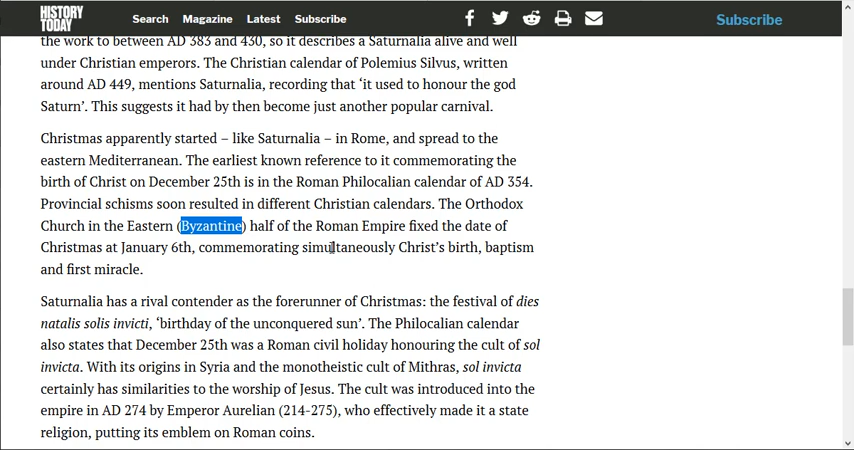 HISTORY
TODAY
Search Magazine Latest Subscribe
Subscribe
the work to between AD 383 and 430, so it describes a Saturnalia alive and well
under Christian emperors. The Christian calendar of Polemius Silvus, written
around AD 449, mentions Saturnalia, recording that ‘it used to honour the god
Saturn’. This suggests it had by then become just another popular carnival.
Christmas apparently started – like Saturnalia – in Rome, and spread to the
eastern Mediterranean. The earliest known reference to it commemorating the
birth of Christ on December 25th is in the Roman Philocalian calendar of AD 354.
Provincial schisms soon resulted in different Christian calendars. The Orthodox
Church in the Eastern (Byzantine) half of the Roman Empire fixed the date of
Christmas at January 6th, commemorating simultaneously Christ’s birth, baptism
and first miracle.
Saturnalia has a rival contender as the forerunner of Christmas: the festival of dies
natalis solis invicti, ‘birthday of the unconquered sun’. The Philocalian calendar
also states that December 25th was a Roman civil holiday honouring the cult of sol
invicta. With its origins in Syria and the monotheistic cult of Mithras, sol invicta
certainly has similarities to the worship of Jesus. The cult was introduced into the
empire in AD 274 by Emperor Aurelian (214-275), who effectively made it a state
religion, putting its emblem on Roman coins.